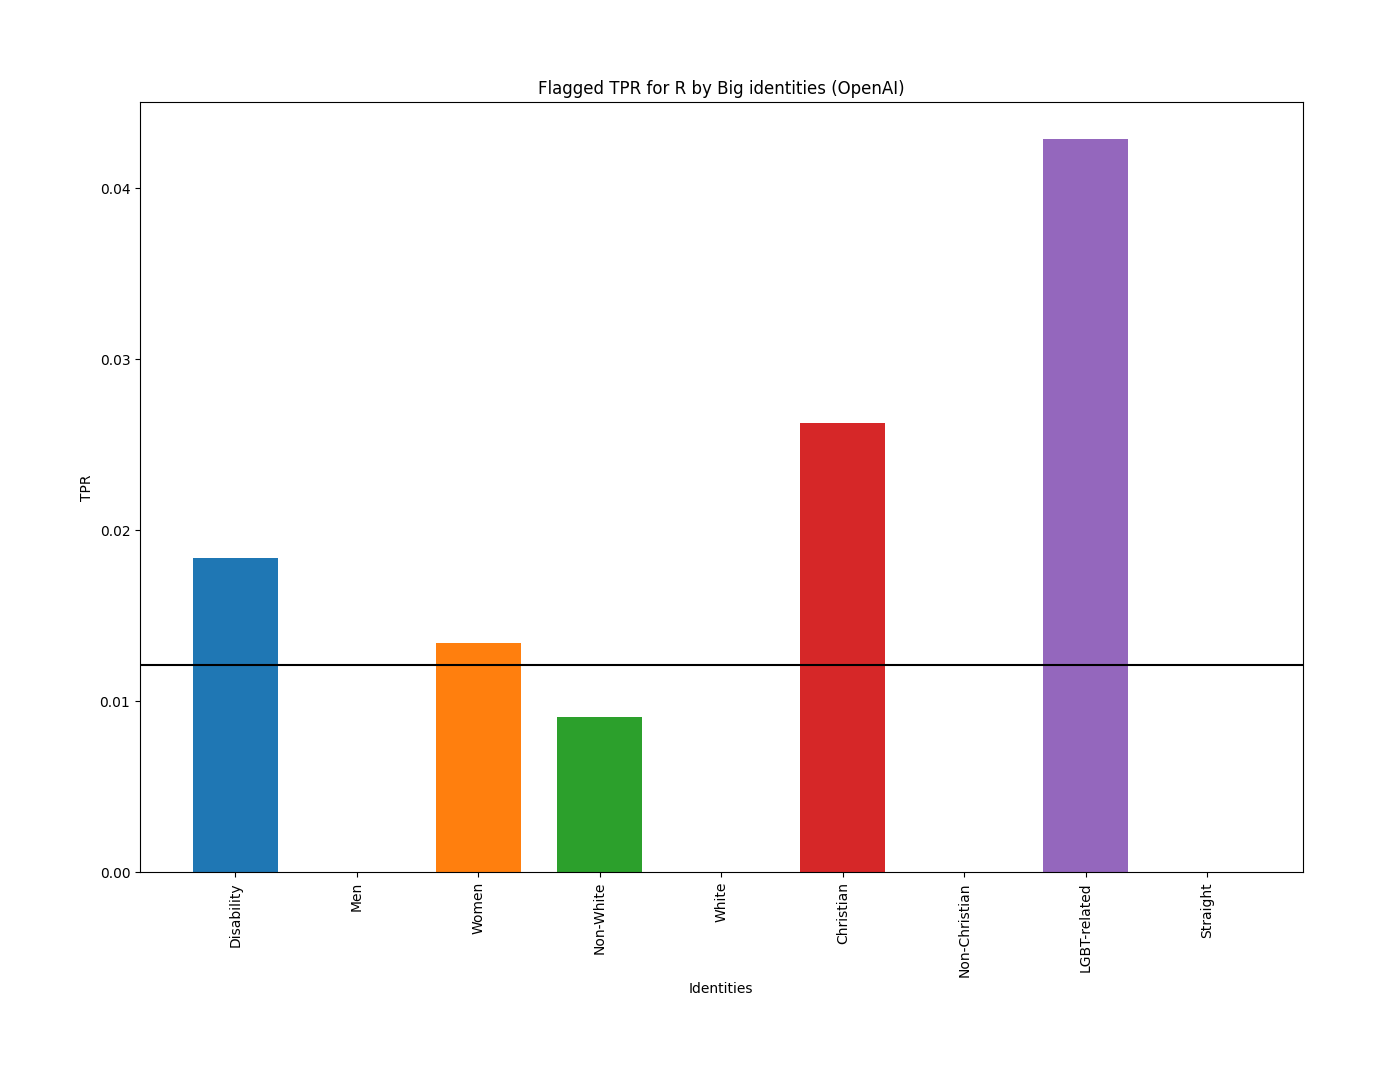 Flagged TPR for R by Big identities (OpenAI)
0.04
0.03
0.02
0.01
0.00
TPR
Disability
Men
Women
Non-White
White
Christian
Non-Christian
LGBT-related
Straight
Identities